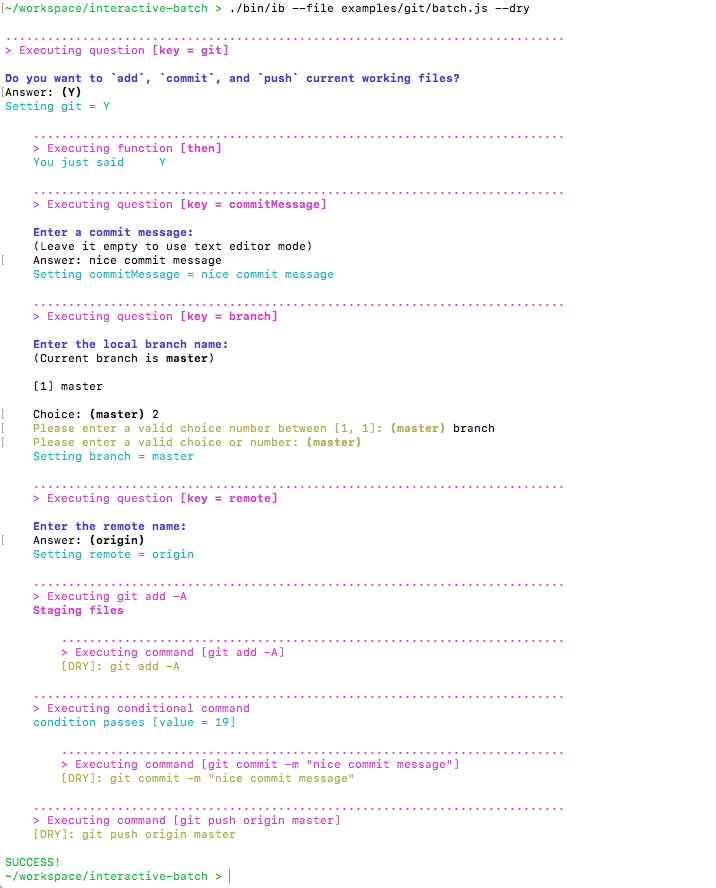 [~/workspace/interactive-batch > ./bin/ib --file examples/git/batch.js --dry
................................................................................
> Executing question [key = git]
Do you want to `add`, `commit`, and `push` current working files?
[Answer: (Y)
Setting git = Y
............................................................................
> Executing function [then]
You just said     Y
............................................................................
> Executing question [key = commitMessage]
Enter a commit message:
(Leave it empty to use text editor mode)
[    Answer: nice commit message
Setting commitMessage = nice commit message
............................................................................
> Executing question [key = branch]
Enter the local branch name:
(Current branch is master)
[1] master
[    Choice: (master) 2
[    Please enter a valid choice number between [1, 1]: (master) branch
[    Please enter a valid choice or number: (master)
Setting branch = master
............................................................................
> Executing question [key = remote]
Enter the remote name:
[    Answer: (origin)
Setting remote = origin
............................................................................
> Executing git add -A
Staging files
........................................................................
> Executing command [git add -A]
[DRY]: git add -A
............................................................................
> Executing conditional command
condition passes [value = 19]
........................................................................
> Executing command [git commit -m "nice commit message"]
[DRY]: git commit -m "nice commit message"
............................................................................
> Executing command [git push origin master]
[DRY]: git push origin master
SUCCESS!
~/workspace/interactive-batch >